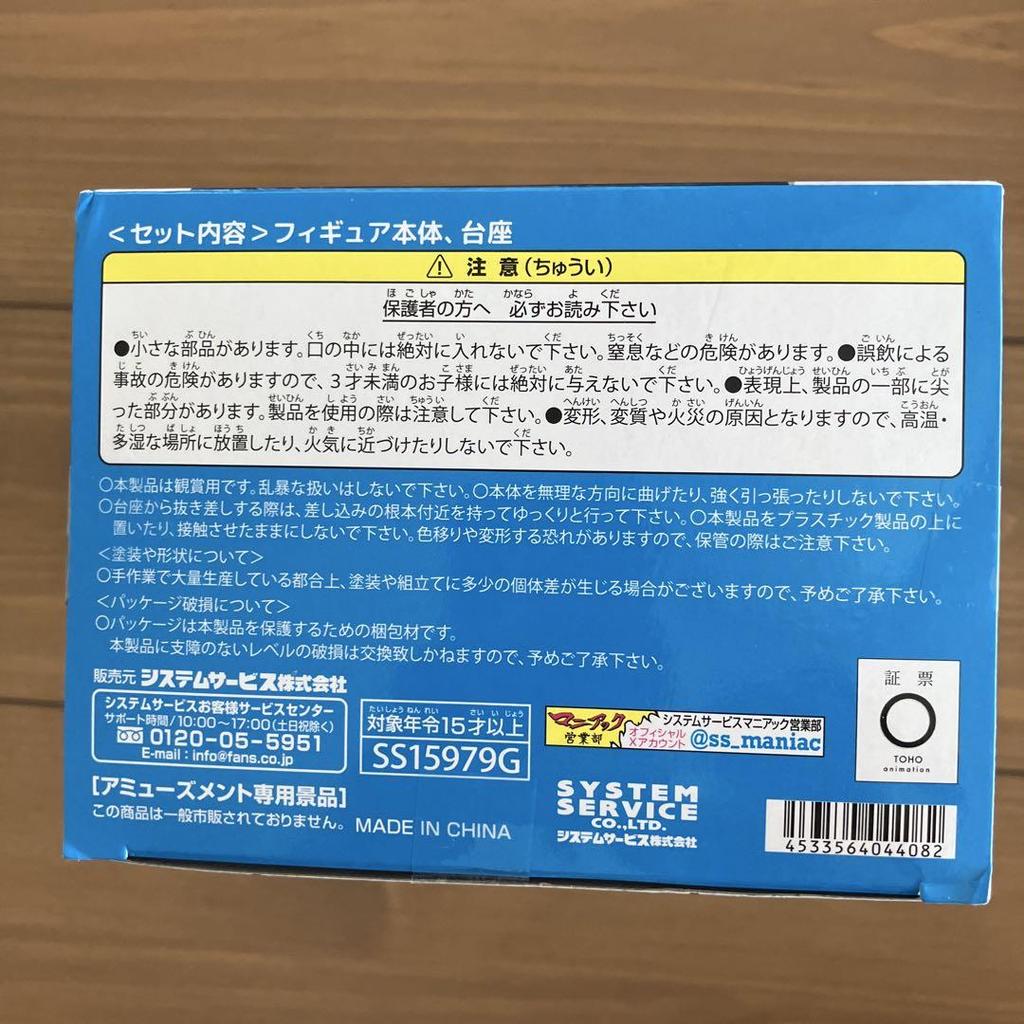 <セット内容>フィギュア本体、台座
⚠ 注意(ちゅうい)
保護者の方へ 必ずお読み下さい
●小さな部品があります。口の中には絶対に入れないで下さい。窒息などの危険があります。●誤飲による
事故の危険がありますので、3才未満のお子様には絶対に与えないで下さい。●表現上、製品の一部に尖
った部分があります。製品を使用の際は注意して下さい。●変形、変質や火災の原因となりますので、高温・
多湿な場所に放置したり、火気に近づけたりしないで下さい。
○本製品は観賞用です。乱暴な扱いはしないで下さい。○本体を無理な方向に曲げたり、強く引っ張ったりしないで下さい。
○台座から抜き差しする際は、差し込みの根本付近を持ってゆっくりと行って下さい。○本製品をプラスチック製品の上に
置いたり、接触させたままにしないで下さい。色移りや変形する恐れがありますので、保管の際はご注意下さい。
<塗装や形状について>
○手作業で大量生産している都合上、塗装や組立てに多少の個体差が生じる場合がございますので、予めご了承下さい。
<パッケージ破損について>
○パッケージは本製品を保護するための梱包材です。
本製品に支障のないレベルの破損は交換致しかねますので、予めご了承下さい。
販売元 システムサービス株式会社
システムサービスお客様サービスセンター
サポート時間/10:00〜17:00(土日祝除く)
0120-05-5951
E-mail : info@fans.co.jp
対象年令15才以上
SS15979G
マニアック
営業部
システムサービスマニアック営業部
オフィシャル
Xアカウント
@ss_maniac
証票
TOHO
animation
[アミューズメント専用景品]
この商品は一般市販されておりません。
MADE IN CHINA
SYSTEM
SERVICE
CO.,LTD.
システムサービス株式会社
4533564044082